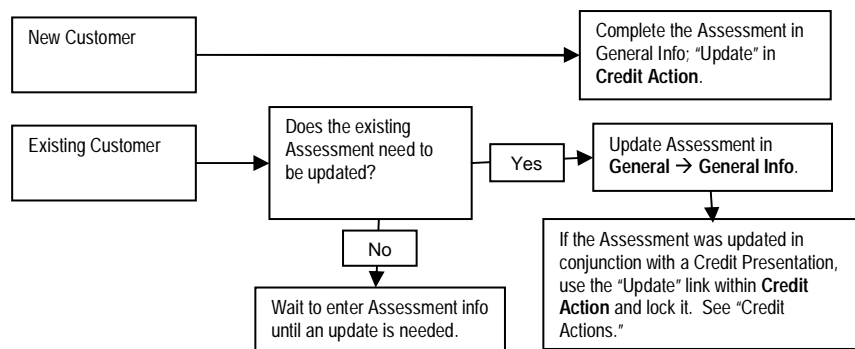 New Customer
Complete the Assessment in
General Info; “Update” in
Credit Action.
Existing Customer
Does the existing
Assessment need to
be updated?
Yes
Update Assessment in
General → General Info.
No
Wait to enter Assessment info
until an update is needed.
If the Assessment was updated in
conjunction with a Credit Presentation,
use the “Update” link within Credit
Action and lock it.  See “Credit
Actions.”